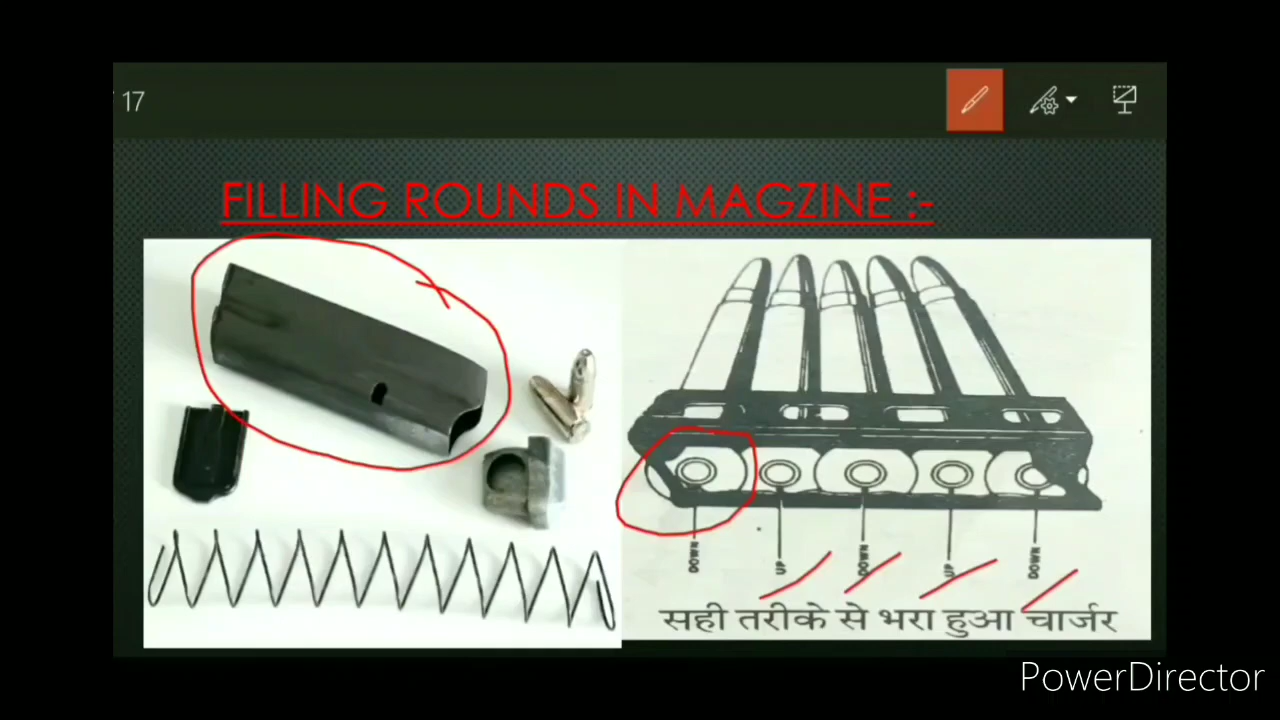 17
FILLING ROUNDS IN MAGZINE :-
DOWN UP DOWN UP DOWN
सही तरीके से भरा हुआ चार्जर
PowerDirector